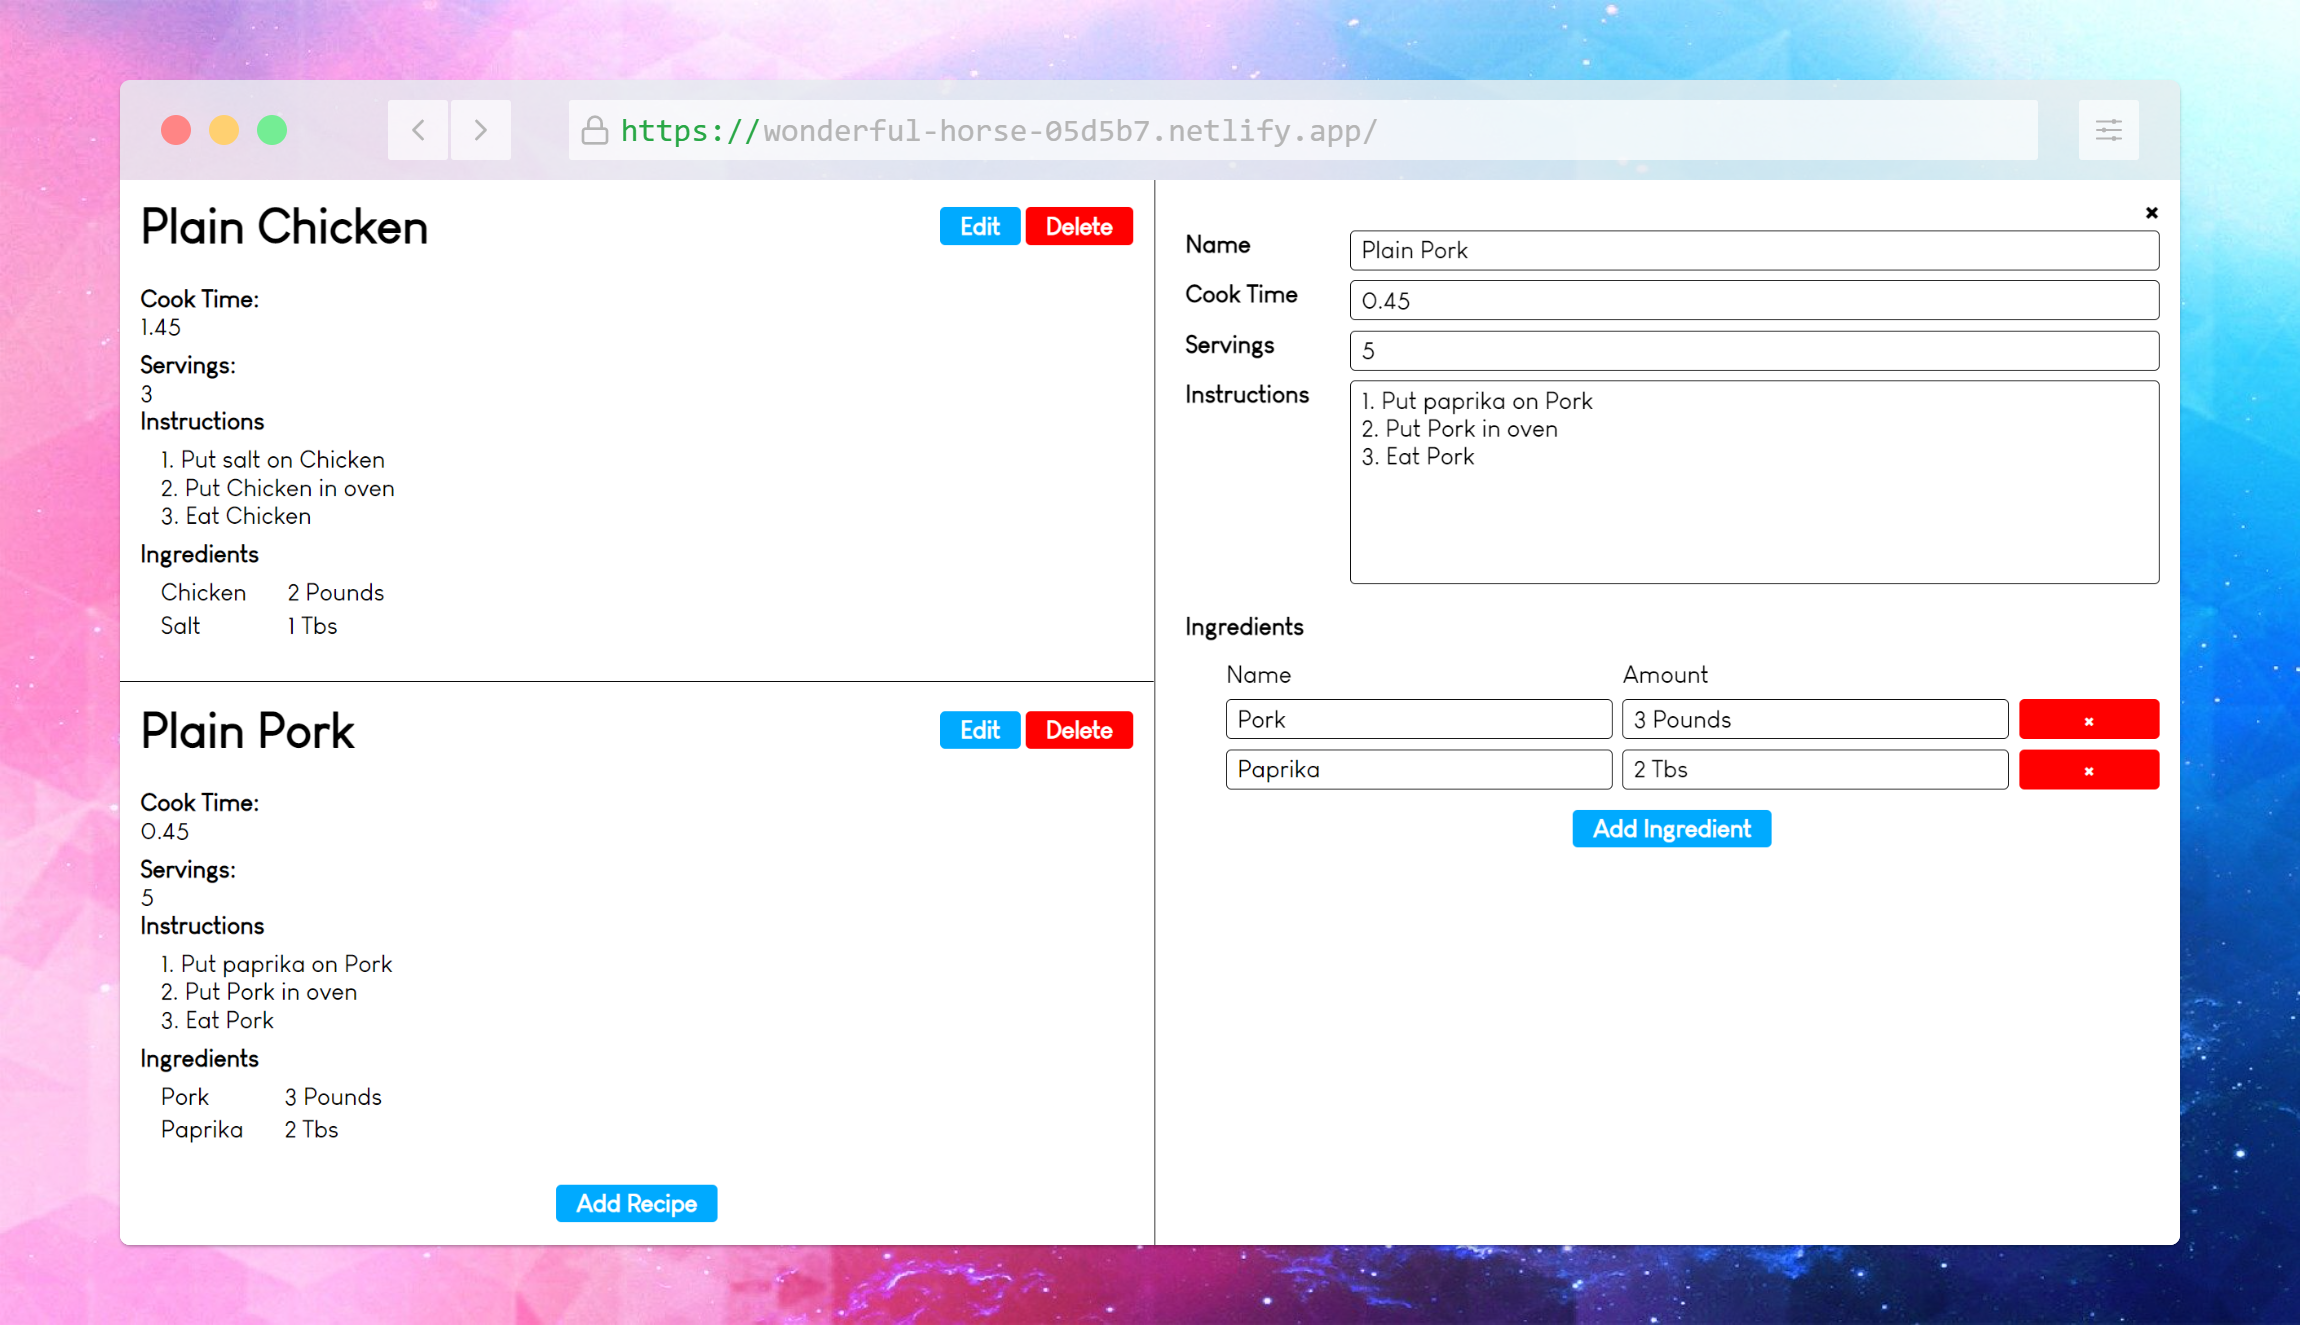 https://wonderful-horse-05d5b7.netlify.app/
Plain Chicken
Edit
Delete
Cook Time:
1.45
Servings:
3
Instructions
1. Put salt on Chicken
2. Put Chicken in oven
3. Eat Chicken
Ingredients
Chicken 2 Pounds
Salt 1 Tbs
Plain Pork
Edit
Delete
Cook Time:
0.45
Servings:
5
Instructions
1. Put paprika on Pork
2. Put Pork in oven
3. Eat Pork
Ingredients
Pork 3 Pounds
Paprika 2 Tbs
Add Recipe
×
Name Plain Pork
Cook Time 0.45
Servings 5
Instructions 1. Put paprika on Pork
2. Put Pork in oven
3. Eat Pork
Ingredients
Name Amount
Pork 3 Pounds ×
Paprika 2 Tbs ×
Add Ingredient